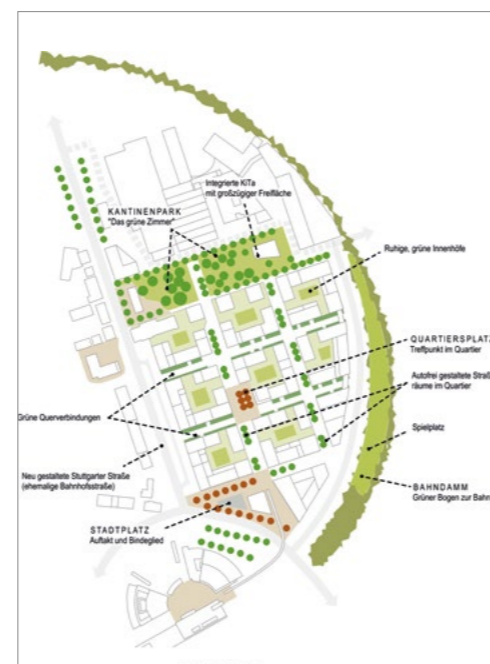 Integrierte KiTa
mit großzügiger Freifläche
KANTINENPARK
"Das grüne Zimmer"
Ruhige, grüne Innenhöfe
QUARTIERSPLATZ
Treffpunkt im Quartier
Autofrei gestaltete Straß
räume im Quartier
Grüne Querverbindungen
Spielplatz
Neu gestaltete Stuttgarter Straße
(ehemalige Bahnhofsstraße)
BAHNDAMM
Grüner Bogen zur Bahn
STADTPLATZ
Auftakt und Bindeglied